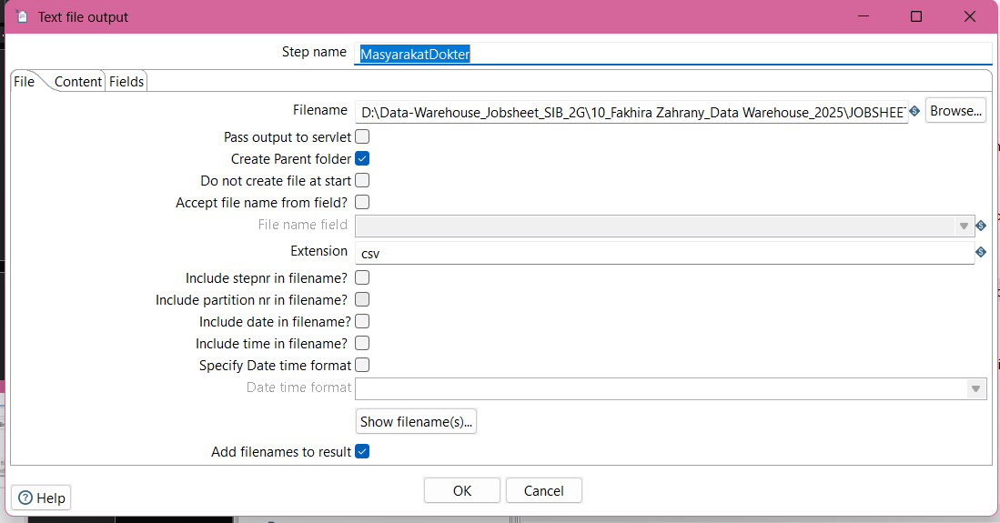 Text file output
Step name MasyarakatDokter
File Content Fields
Filename D:\Data-Warehouse_Jobsheet_SIB_2G\10_Fakhira Zahrany_Data Warehouse_2025\JOBSHEET Browse...
Pass output to servlet
Create Parent folder
Do not create file at start
Accept file name from field?
File name field
Extension csv
Include stepnr in filename?
Include partition nr in filename?
Include date in filename?
Include time in filename?
Specify Date time format
Date time format
Show filename(s)...
Add filenames to result
OK Cancel
Help